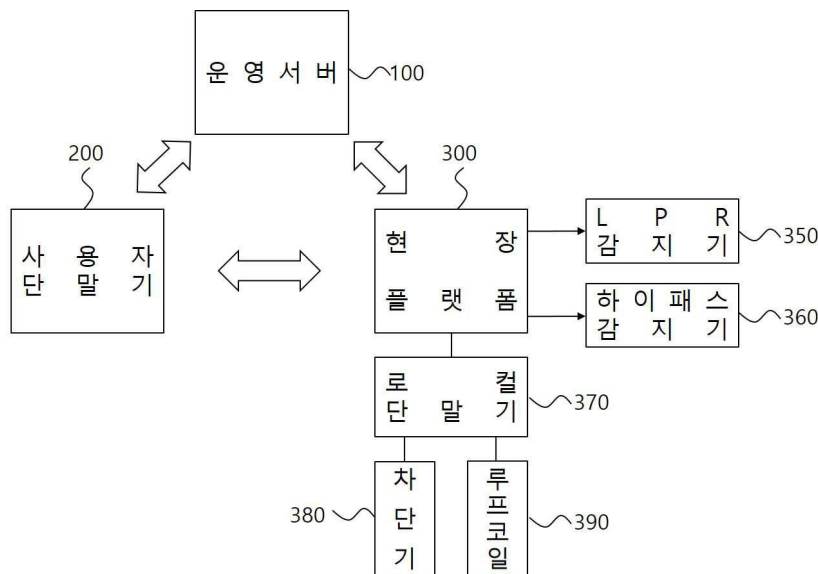 운영서버
100
200
300
사용자
단말기
현장
플랫폼
LPR
감지기
350
하이패스
감지기
360
로컬
단말기
370
차단기
380
루프코일
390